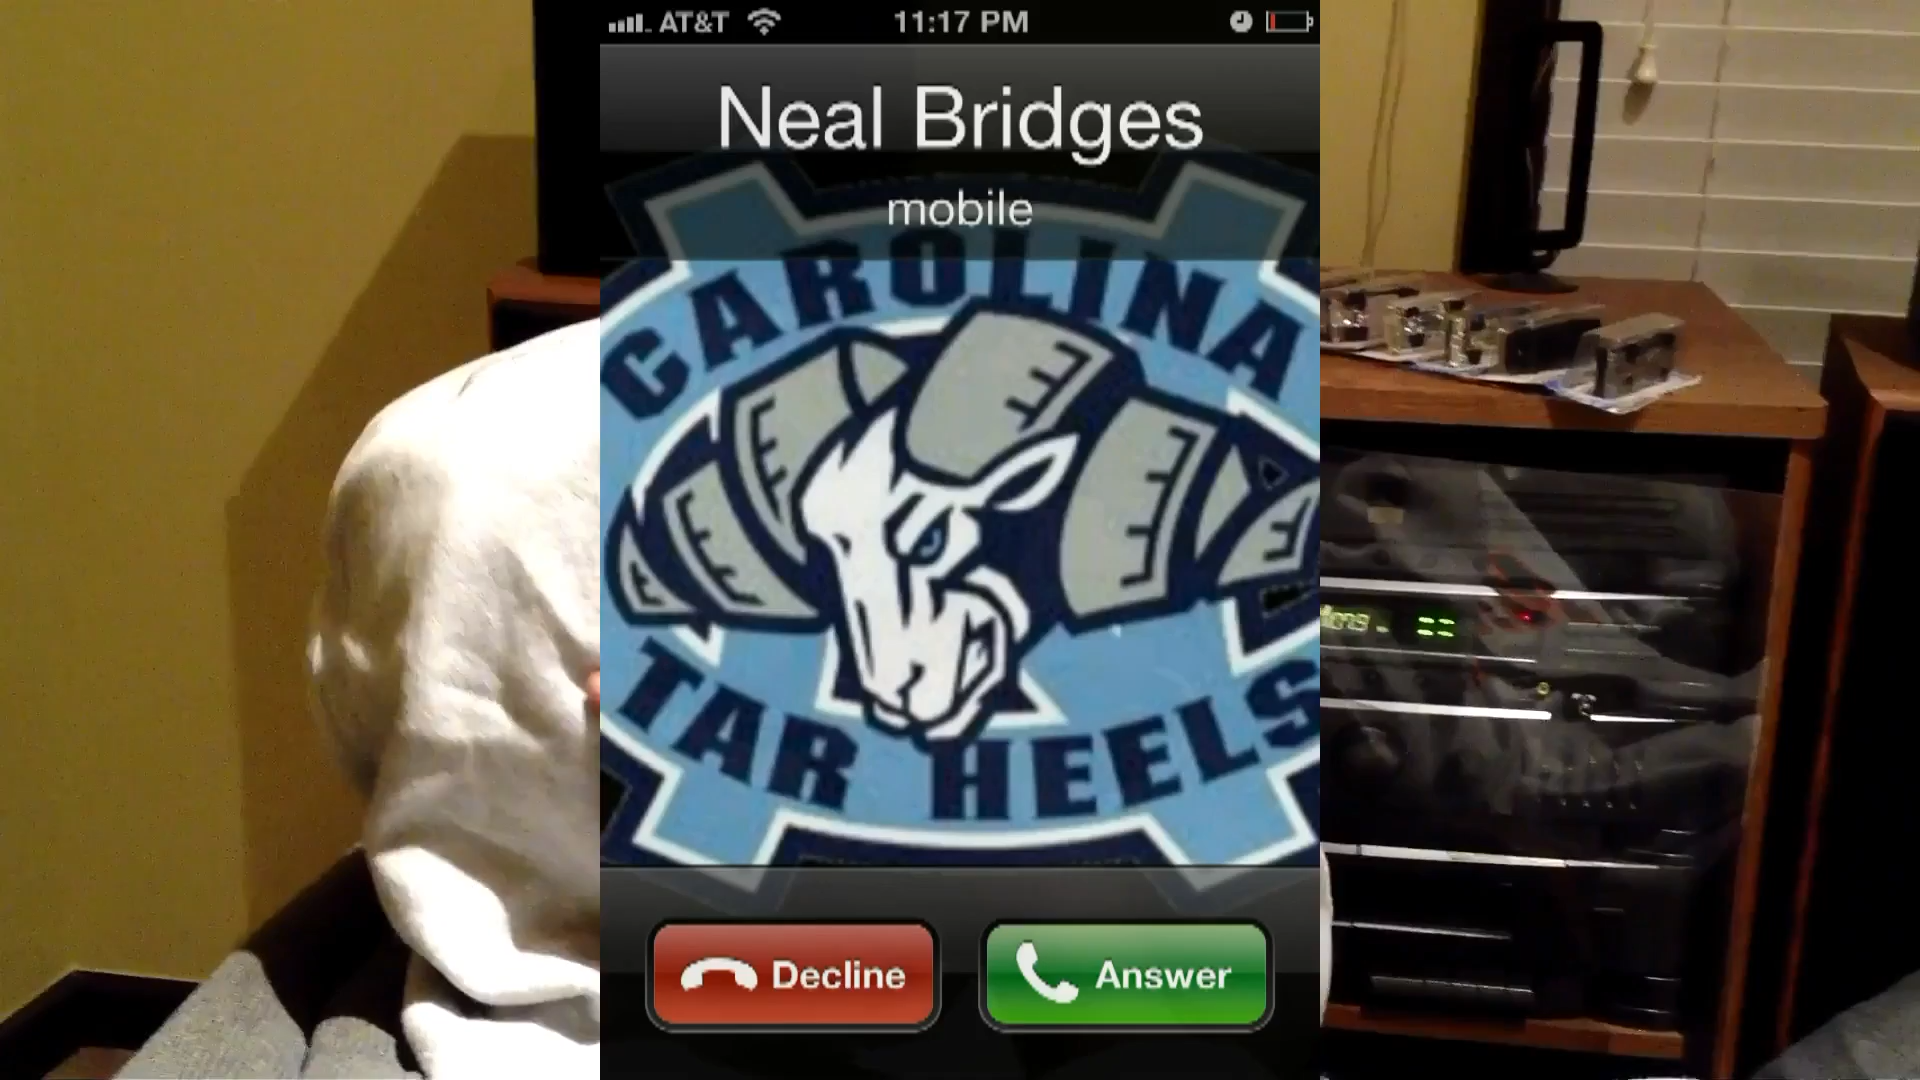 AT&T 11:17 PM
Neal Bridges
mobile
CAROLINA
TAR HEELS
Decline Answer